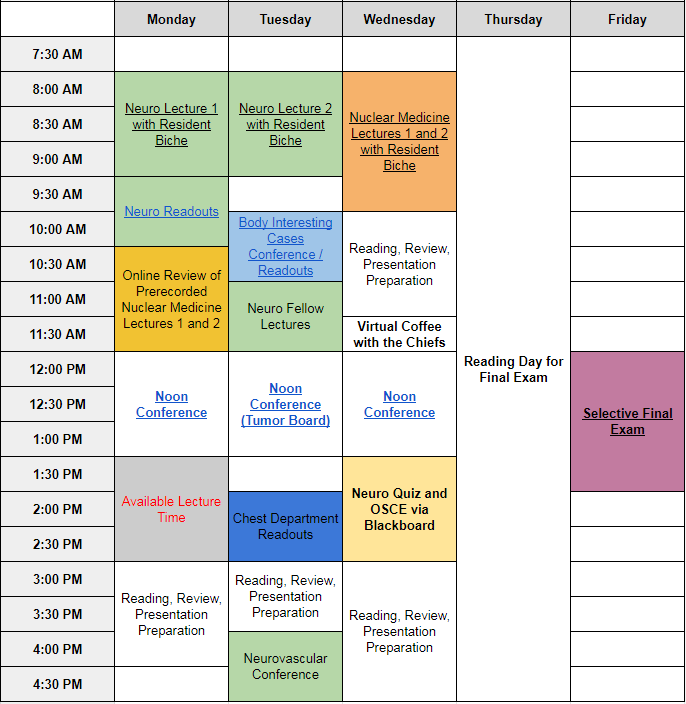 Monday Tuesday Wednesday Thursday Friday
7:30 AM
8:00 AM
8:30 AM
9:00 AM
9:30 AM
10:00 AM
10:30 AM
11:00 AM
11:30 AM
12:00 PM
12:30 PM
1:00 PM
1:30 PM
2:00 PM
2:30 PM
3:00 PM
3:30 PM
4:00 PM
4:30 PM
Neuro Lecture 1
with Resident
Biche
Neuro Readouts
Online Review of
Prerecorded
Nuclear Medicine
Lectures 1 and 2
Noon
Conference
Available Lecture
Time
Reading, Review,
Presentation
Preparation
Neuro Lecture 2
with Resident
Biche
Body Interesting
Cases
Conference /
Readouts
Neuro Fellow
Lectures
Noon
Conference
(Tumor Board)
Chest Department
Readouts
Reading, Review,
Presentation
Preparation
Neurovascular
Conference
Nuclear Medicine
Lectures 1 and 2
with Resident
Biche
Reading, Review,
Presentation
Preparation
Virtual Coffee
with the Chiefs
Noon
Conference
Neuro Quiz and
OSCE via
Blackboard
Reading, Review,
Presentation
Preparation
Reading Day for
Final Exam
Selective Final
Exam